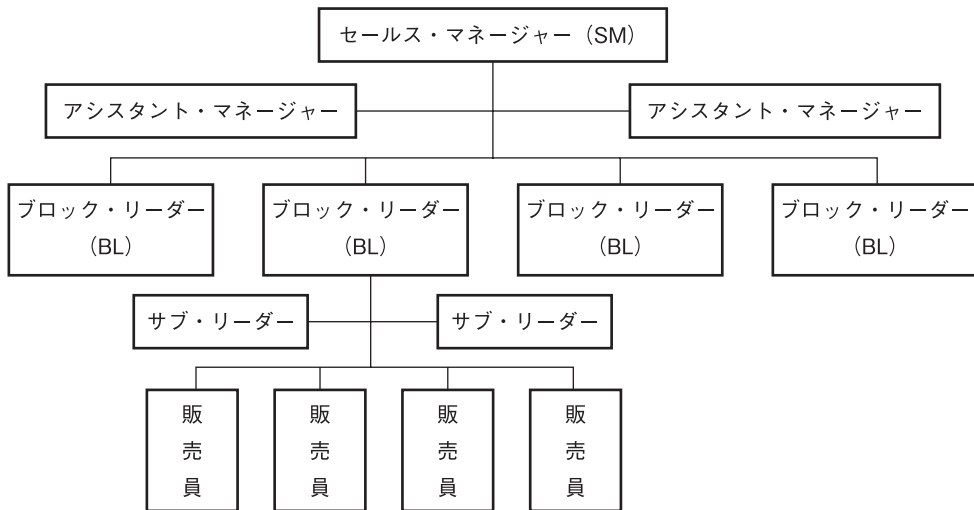 セールス・マネージャー（SM）
アシスタント・マネージャー
アシスタント・マネージャー
ブロック・リーダー
（BL）
ブロック・リーダー
（BL）
ブロック・リーダー
（BL）
ブロック・リーダー
（BL）
サブ・リーダー
サブ・リーダー
販売員
販売員
販売員
販売員